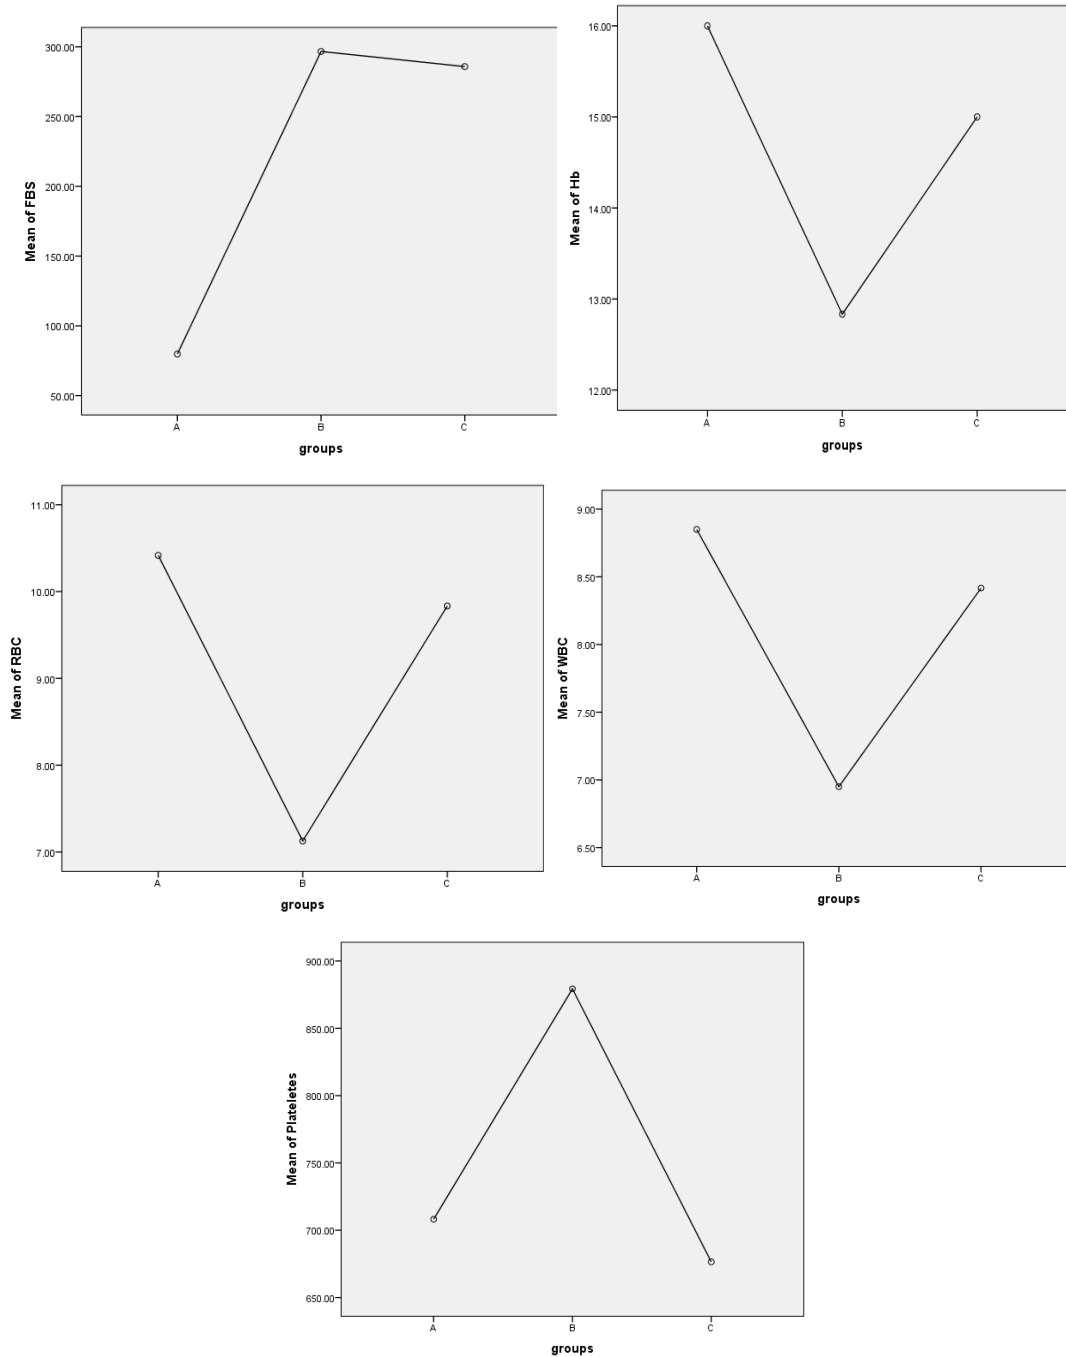 Mean of FBS
300.00
250.00
200.00
150.00
100.00
50.00
A B C
groups
Mean of Hb
16.00
15.00
14.00
13.00
12.00
A B C
groups
Mean of RBC
11.00
10.00
9.00
8.00
7.00
A B C
groups
Mean of WBC
9.00
8.50
8.00
7.50
7.00
6.50
A B C
groups
Mean of Plateletes
900.00
850.00
800.00
750.00
700.00
650.00
A B C
groups